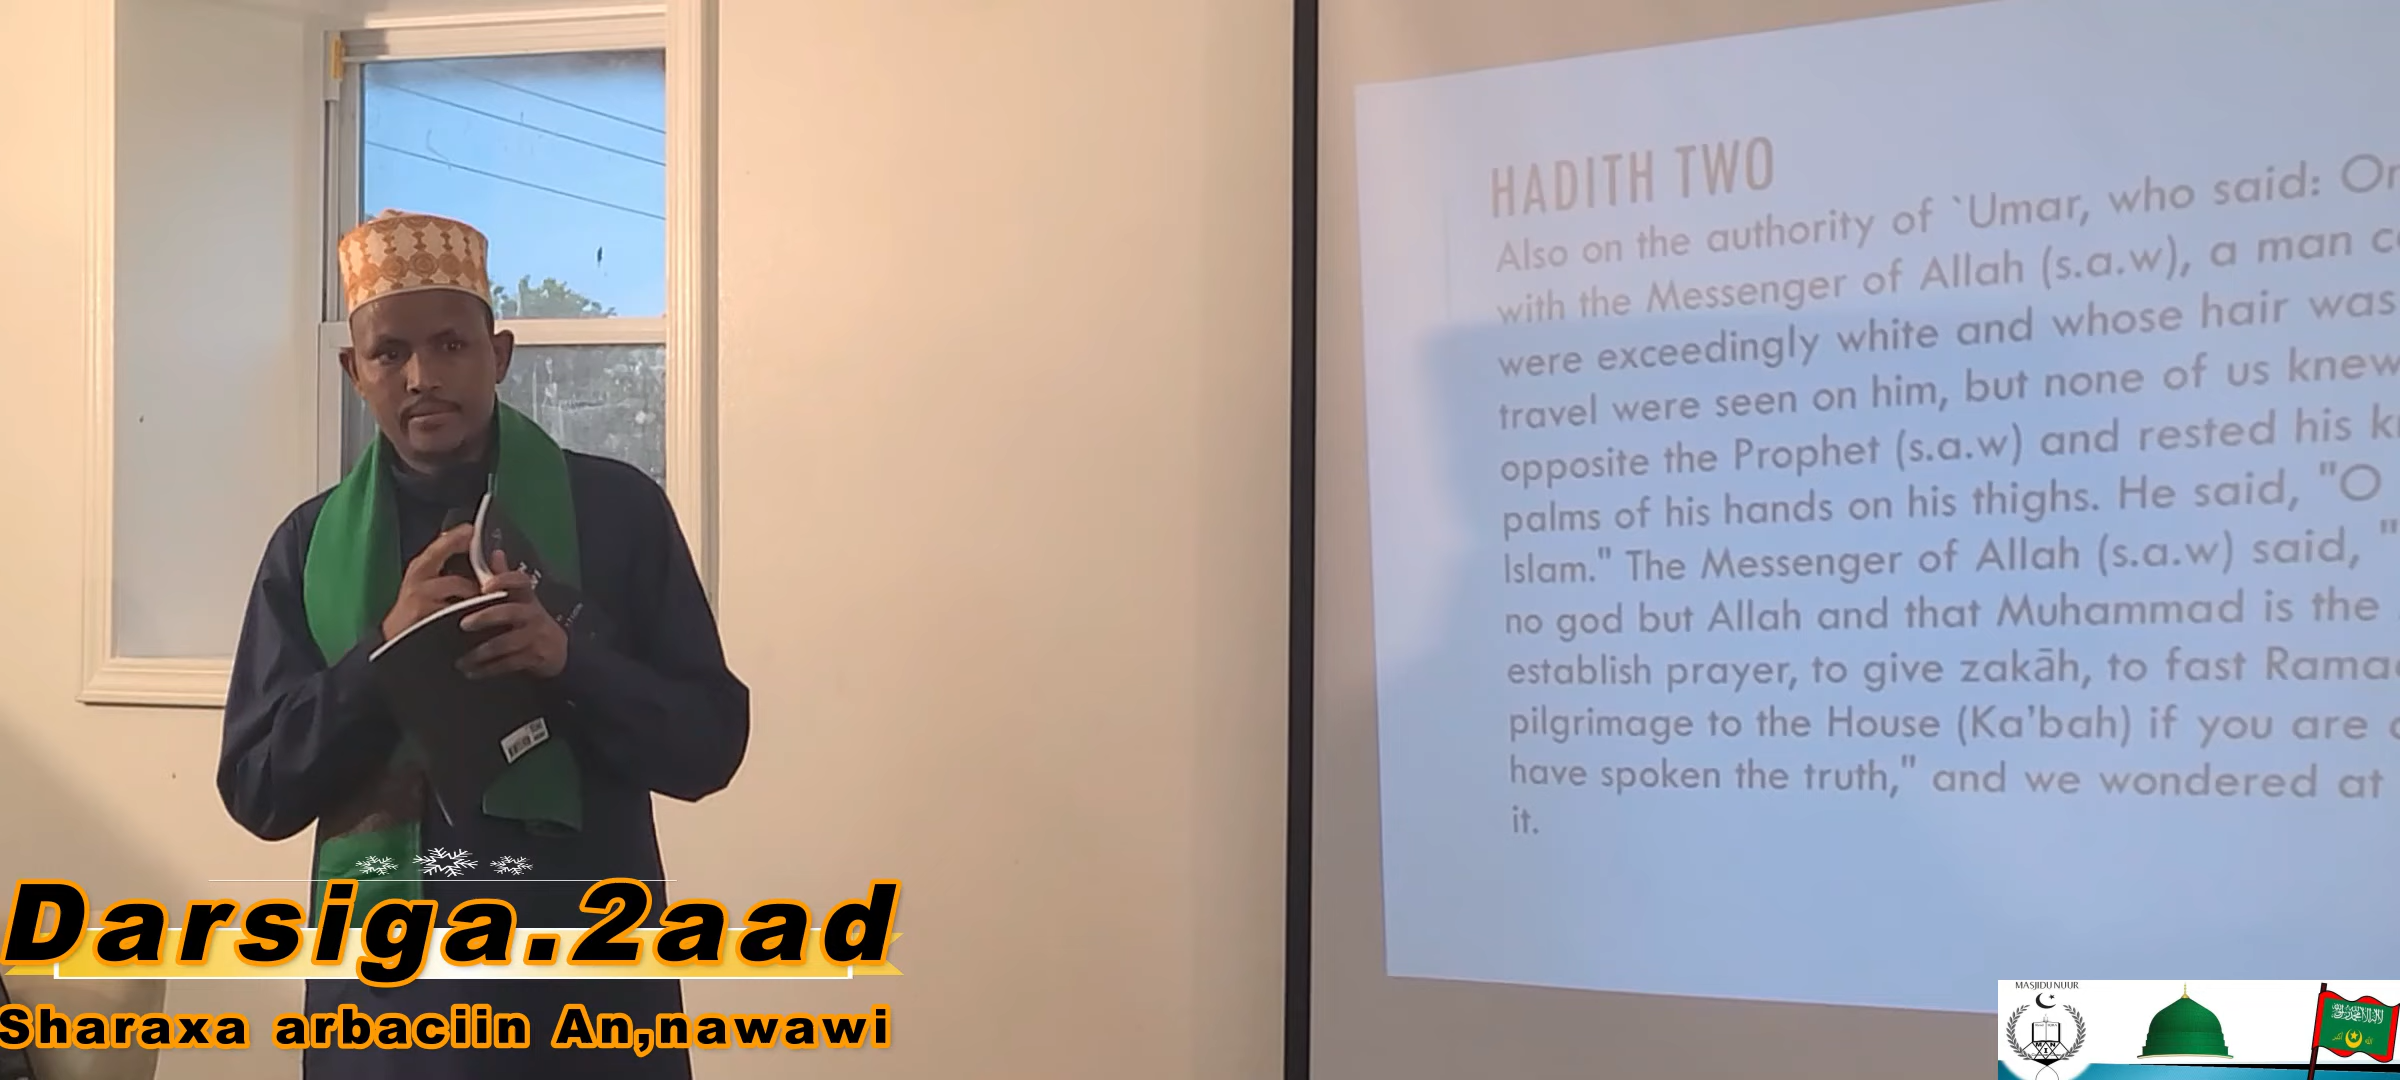 HADITH TWO
Also on the authority of `Umar, who said: On
with the Messenger of Allah (s.a.w), a man c
were exceedingly white and whose hair was
travel were seen on him, but none of us knew
opposite the Prophet (s.a.w) and rested his k
palms of his hands on his thighs. He said, "O
Islam." The Messenger of Allah (s.a.w) said, "
no god but Allah and that Muhammad is the
establish prayer, to give zakāh, to fast Rama
pilgrimage to the House (Ka'bah) if you are
have spoken the truth," and we wondered at
it.
Darsiga.2aad
Sharaxa arbaciin An,nawawi
MASJIDUNUUR